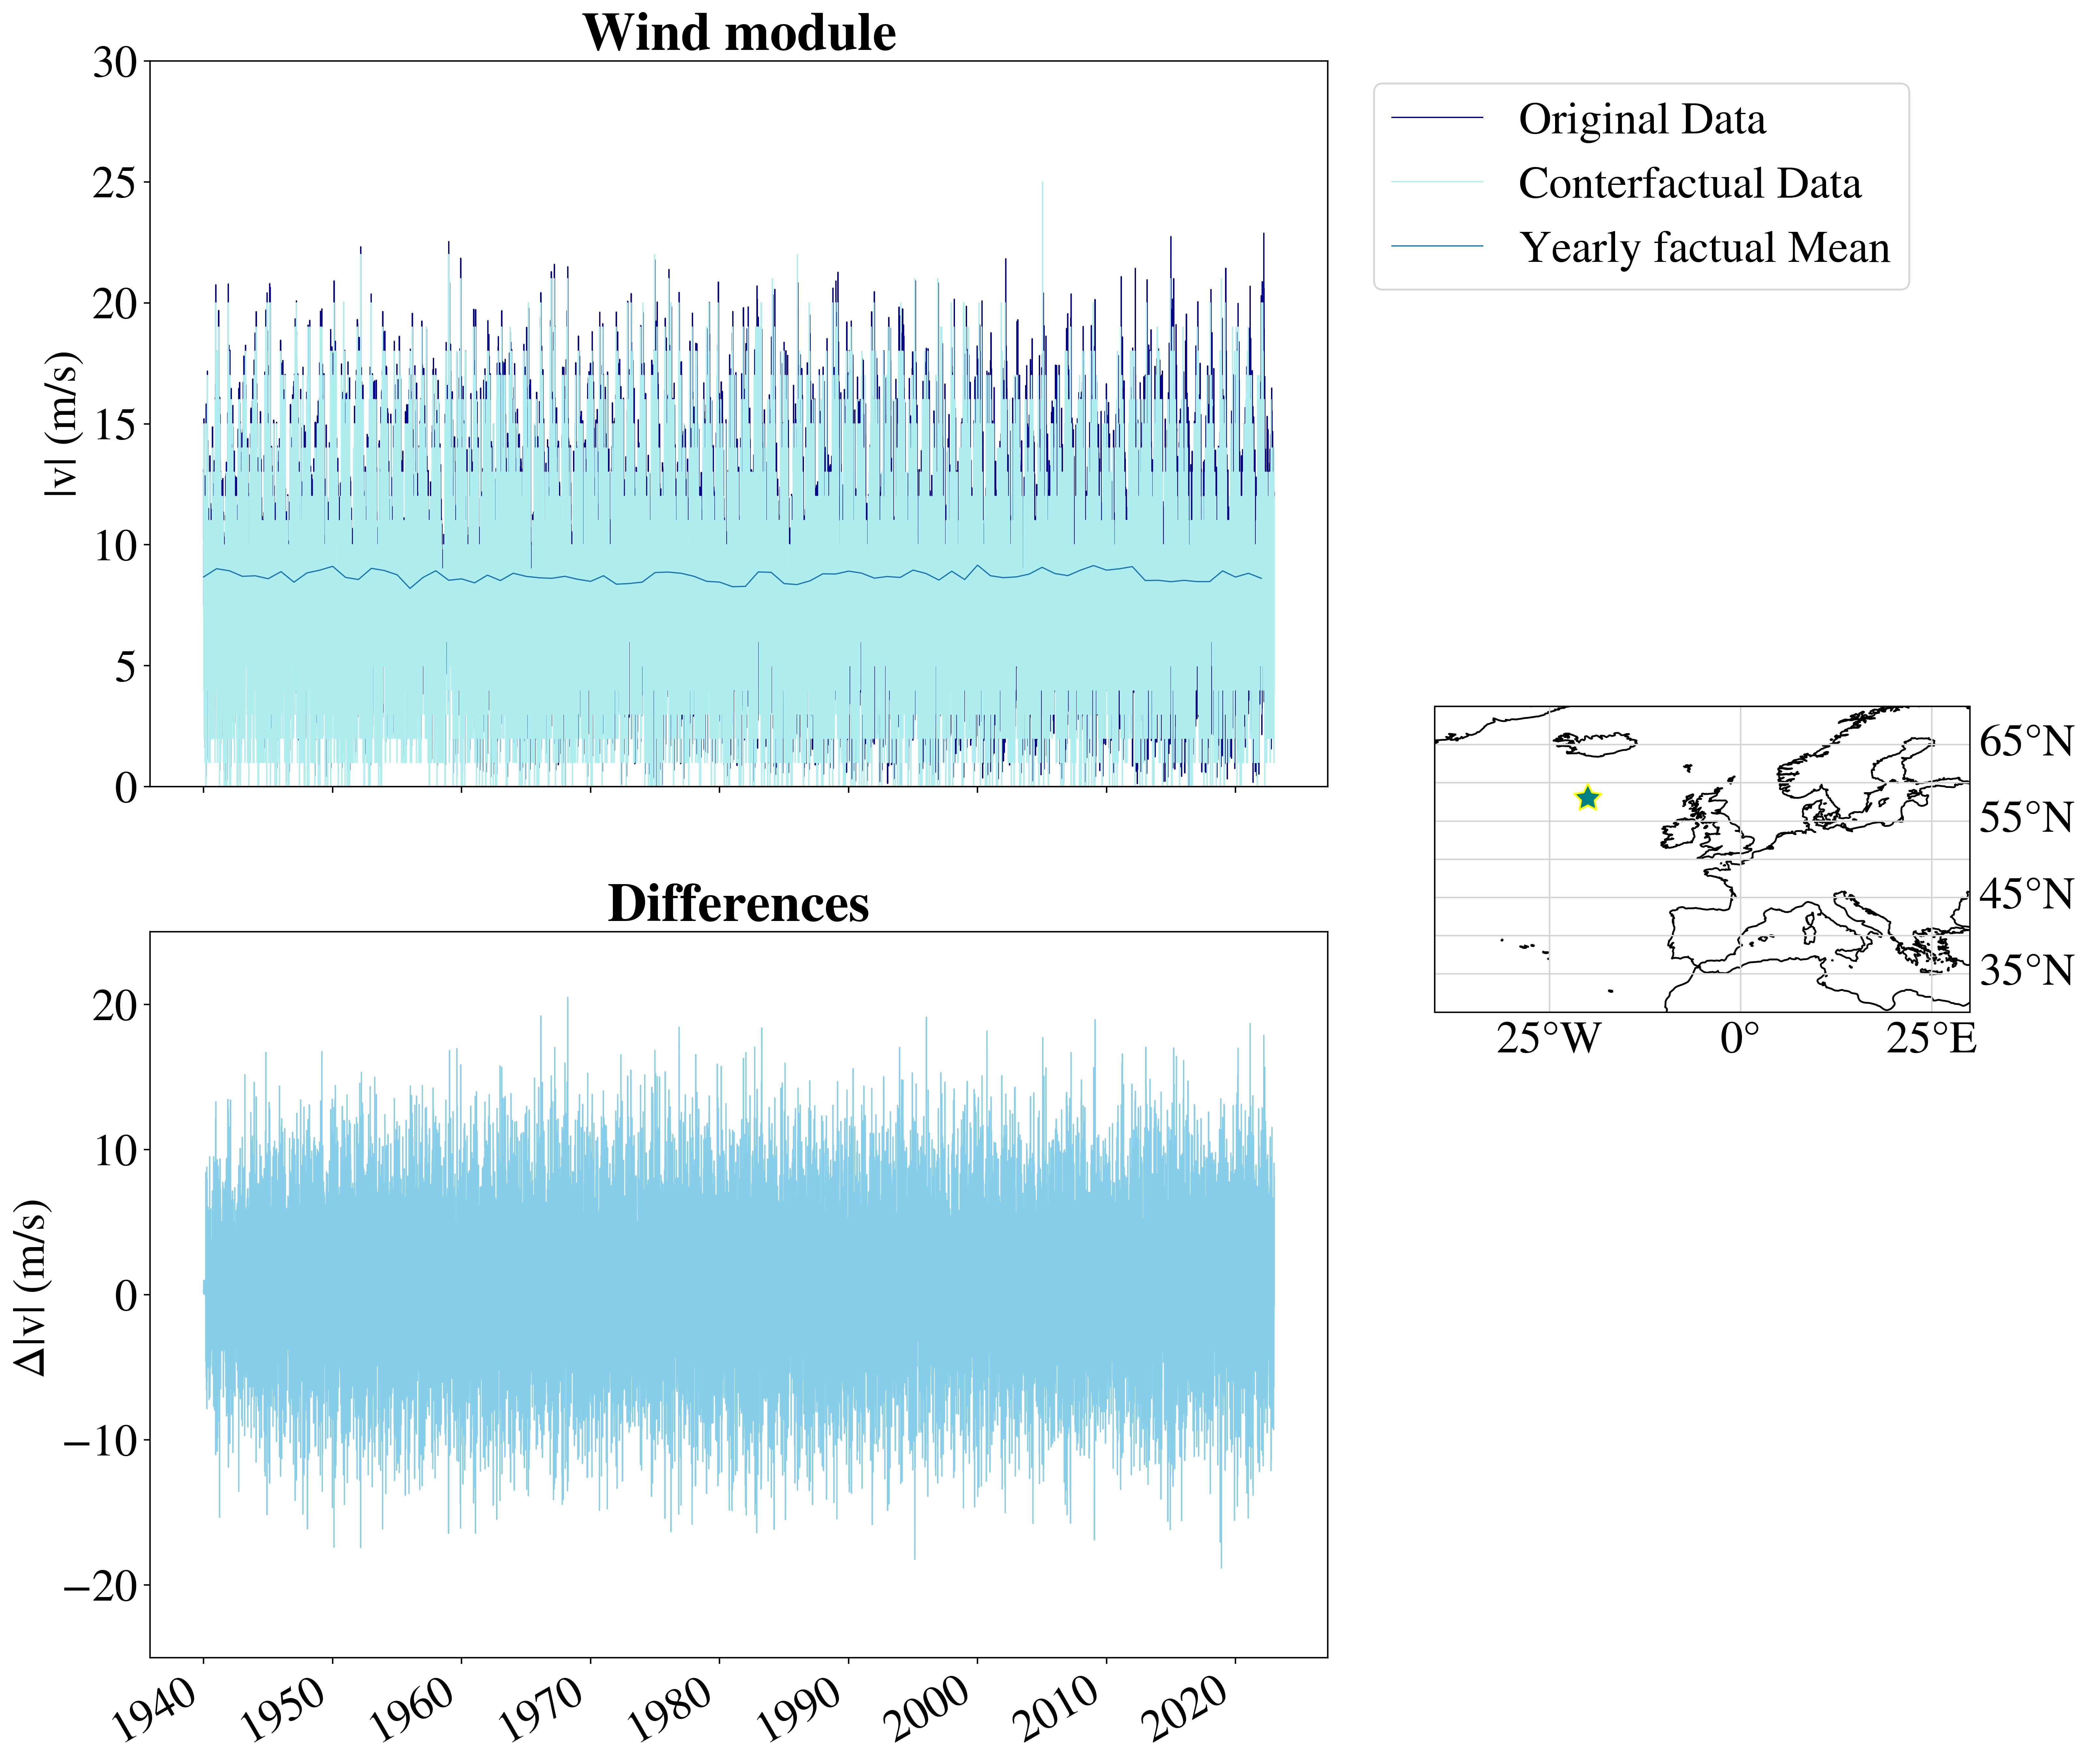 Wind module
30
25
20
15
10
5
0
|v| (m/s)
Original Data
Conterfactual Data
Yearly factual Mean
65°N
55°N
45°N
35°N
25°W 0° 25°E
Differences
20
10
0
−10
−20
Δ|v| (m/s)
1940 1950 1960 1970 1980 1990 2000 2010 2020